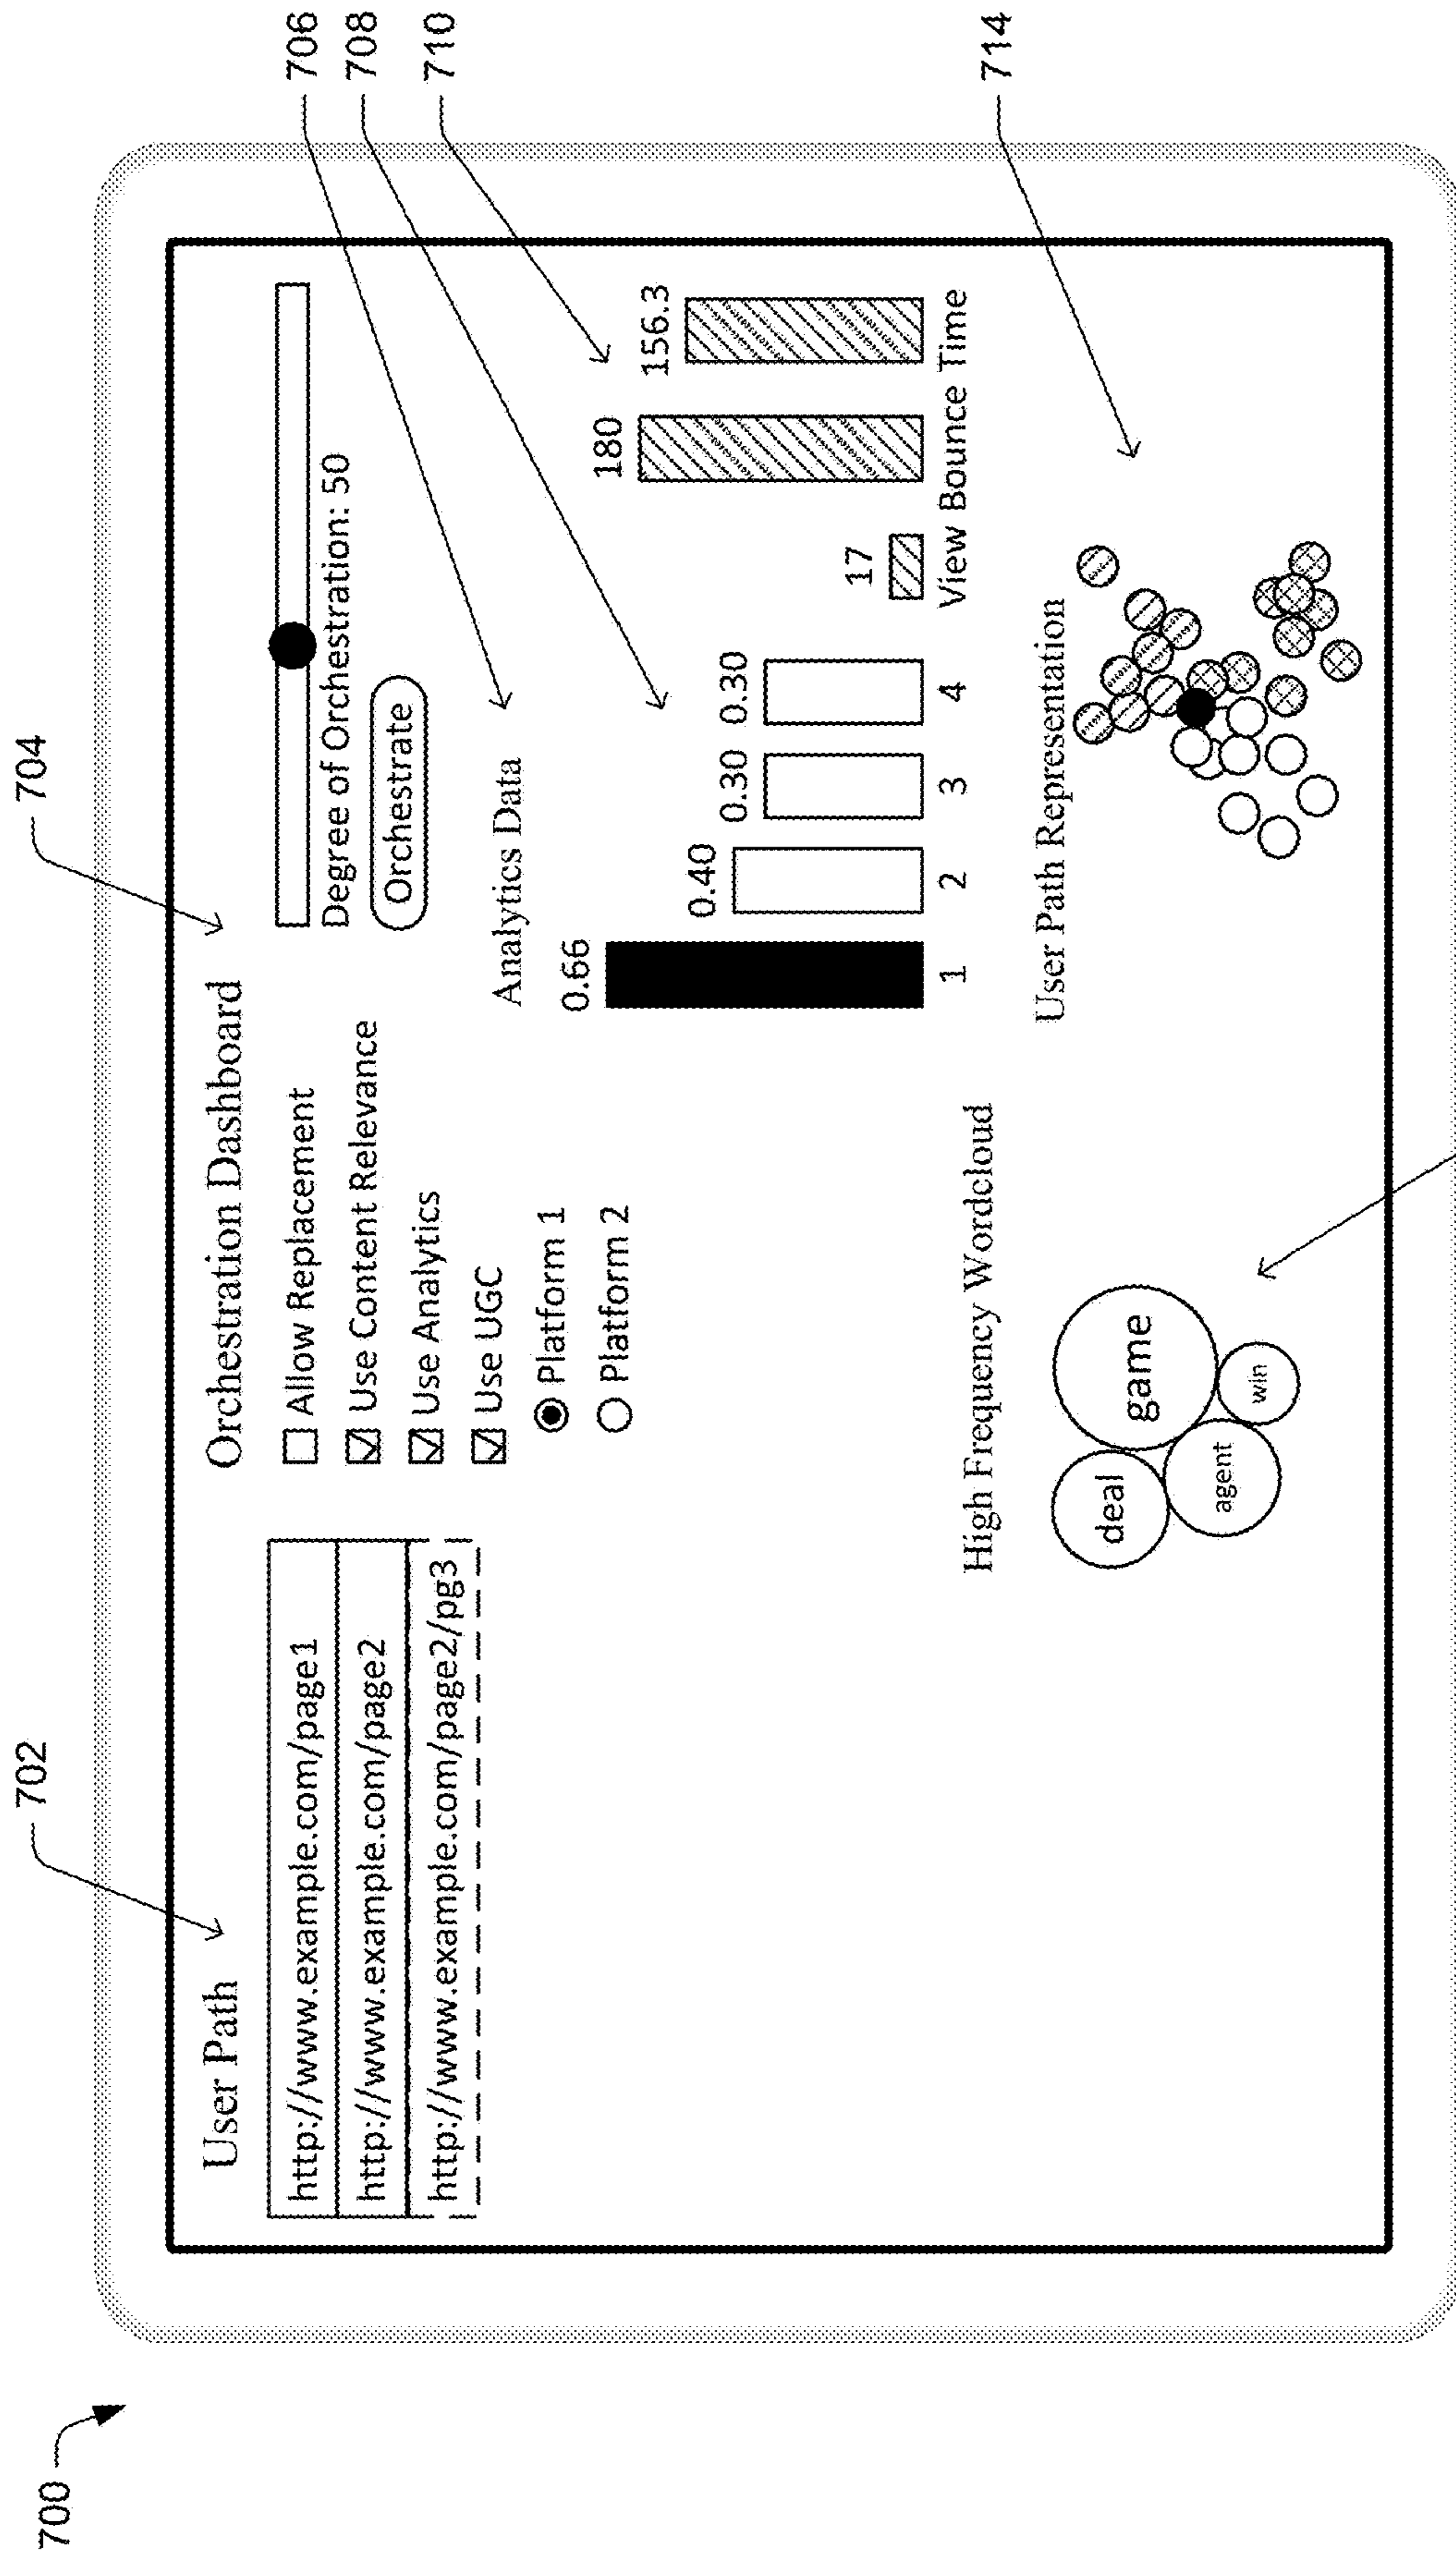 700
702
704
706
708
710
714
User Path
http://www.example.com/page1
http://www.example.com/page2
http://www.example.com/page2/pg3
Orchestration Dashboard
Allow Replacement
Use Content Relevance
Use Analytics
Use UGC
Platform 1
Platform 2
Degree of Orchestration: 50
Orchestrate
Analytics Data
0.66
0.40
0.30
0.30
1 2 3 4
17
180
156.3
View Bounce Time
High Frequency Wordcloud
deal
game
agent
win
User Path Representation